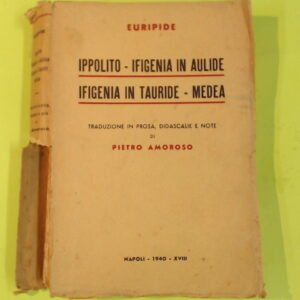 EURIPIDE
IPPOLITO - IFIGENIA IN AULIDE
IFIGENIA IN TAURIDE - MEDEA
TRADUZIONE IN PROSA, DIDASCALIE E NOTE
DI
PIETRO AMOROSO
NAPOLI - 1940 - XVIII